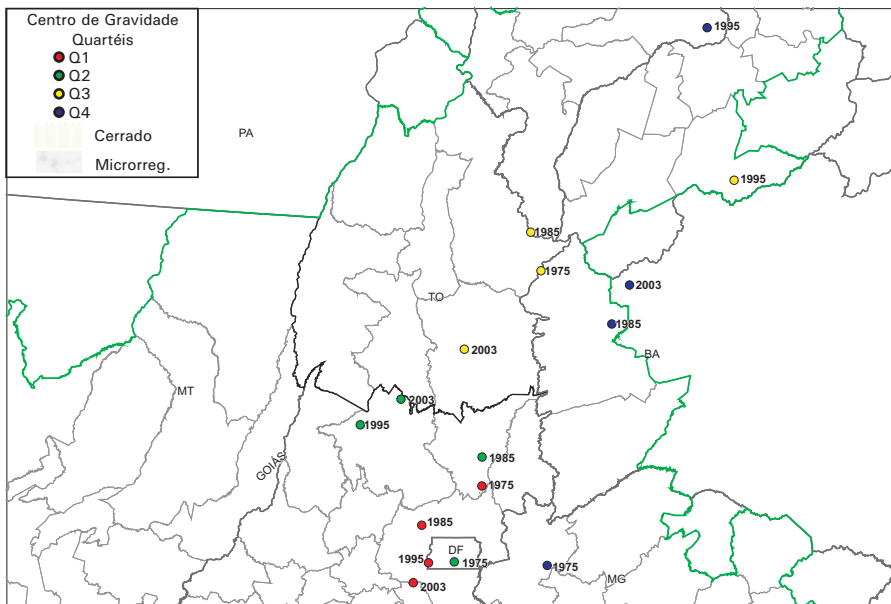 Centro de Gravidade
Quartéis
Q1
Q2
Q3
Q4
Cerrado
Microrreg.
1995
PA
1995
1985
1975
2003
TO
1985
2003
BA
MT
2003
1995
1985
GOIÁS
1975
1985
DF
1995
1975
1975
2003
MG